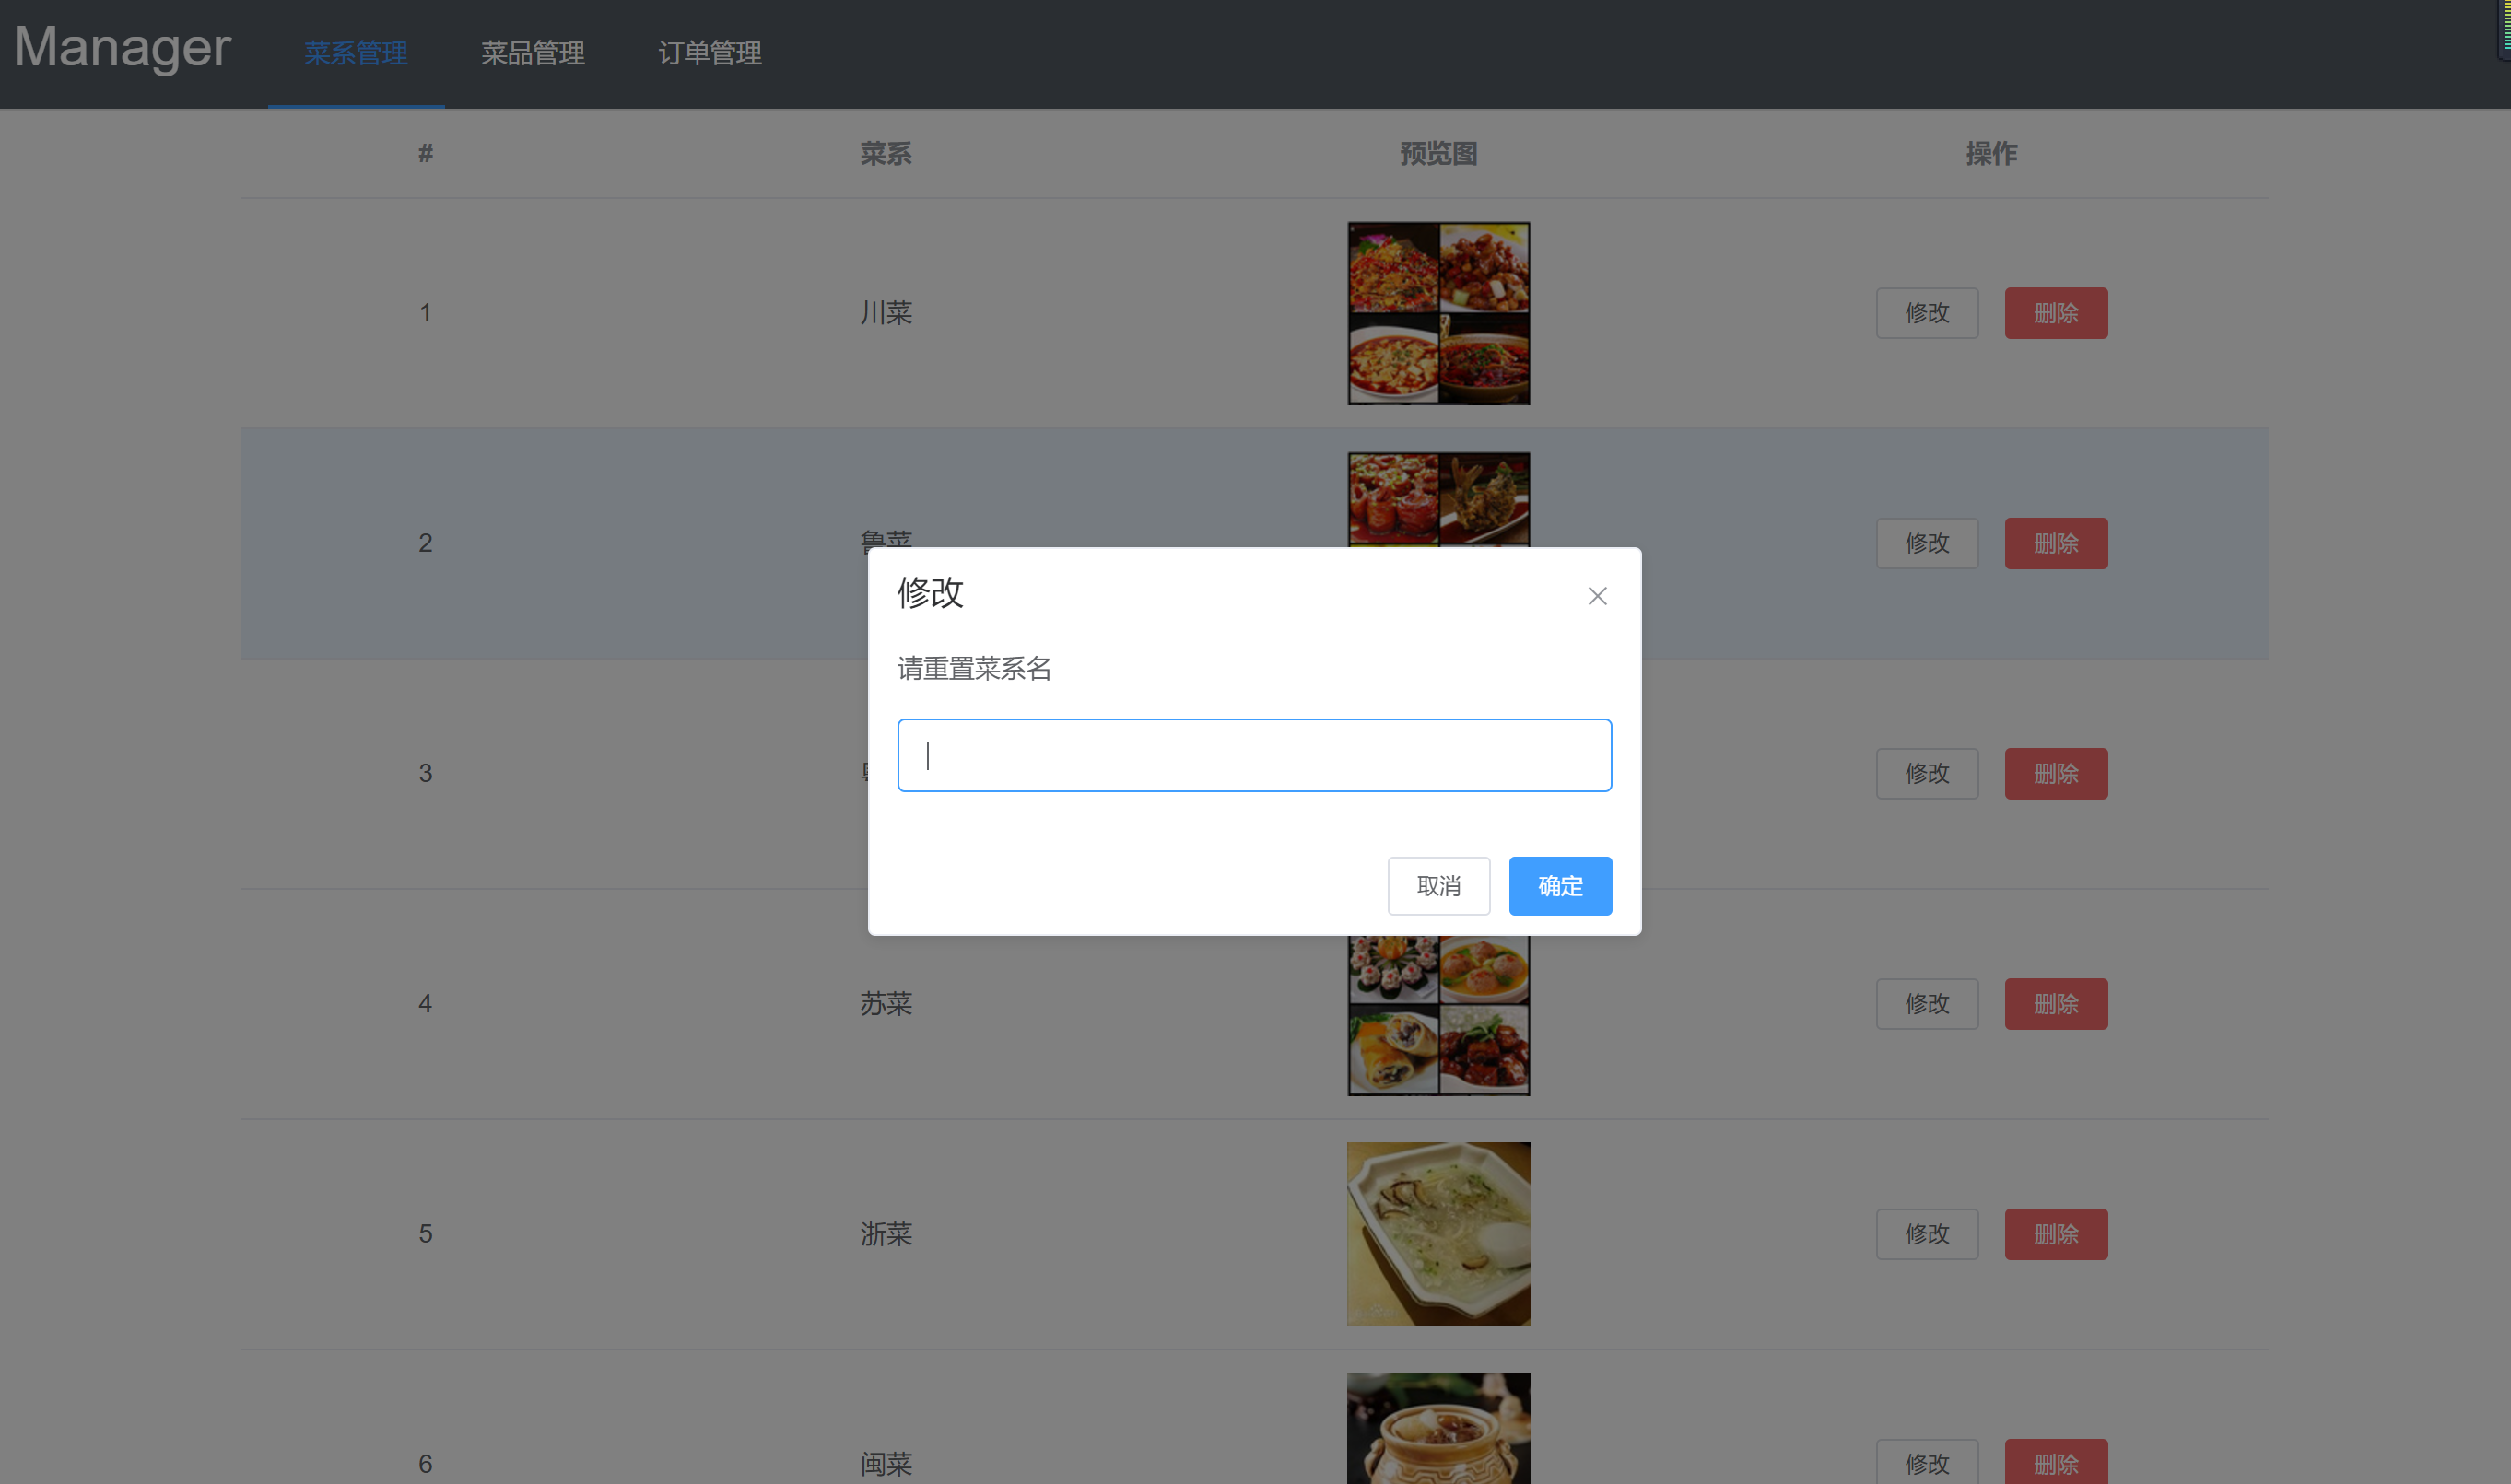 Manager 菜系管理 菜品管理 订单管理
# 菜系 预览图 操作
1 川菜 修改 删除
2 鲁菜 修改 删除
修改
请重置菜系名
3 修改 删除
取消 确定
4 苏菜 修改 删除
5 浙菜 修改 删除
6 闽菜 修改 删除